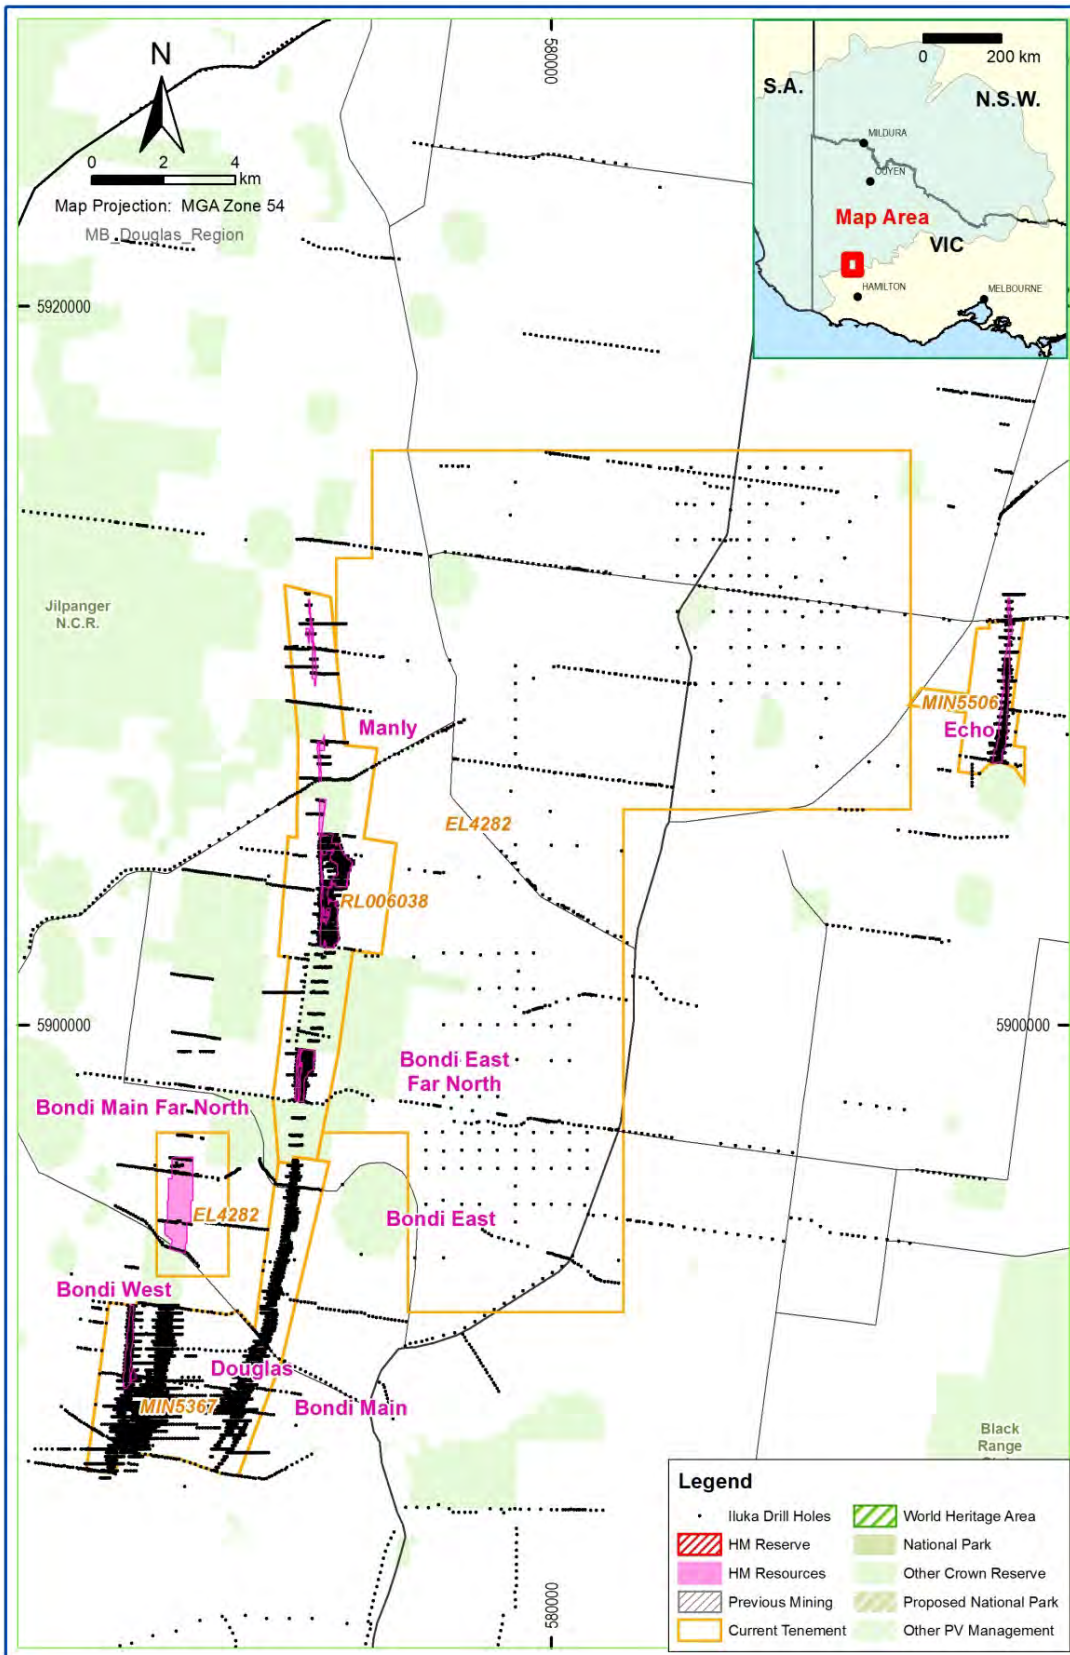 580000
N
0 2 4
km
Map Projection: MGA Zone 54
MB_Douglas_Region
0 200 km
S.A.
N.S.W.
MILDURA
OUYEN
Map Area
VIC
HAMILTON
MELBOURNE
5920000
Jilpanger
N.C.R.
MIN5506
Echo
Manly
EL4282
RL006038
5900000
5900000
Bondi East
Far North
Bondi Main Far North
EL4282
Bondi East
Bondi West
Douglas
MIN5367
Bondi Main
Black
Range
580000
Legend
Iluka Drill Holes
HM Reserve
HM Resources
Previous Mining
Current Tenement
World Heritage Area
National Park
Other Crown Reserve
Proposed National Park
Other PV Management